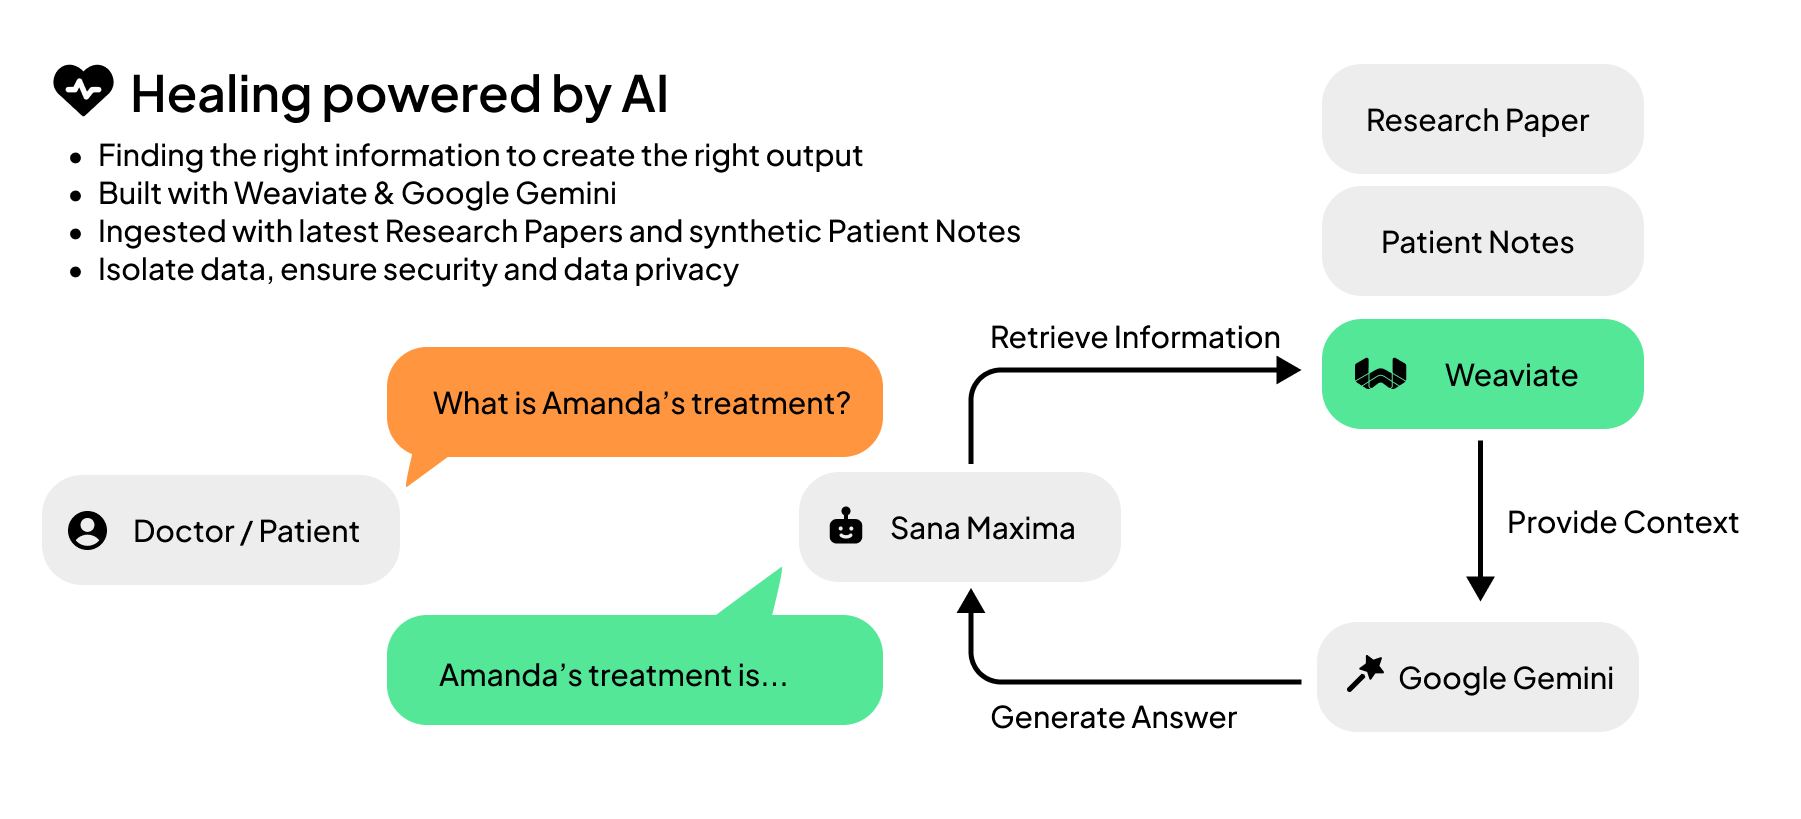 Healing powered by AI
• Finding the right information to create the right output
• Built with Weaviate & Google Gemini
• Ingested with latest Research Papers and synthetic Patient Notes
• Isolate data, ensure security and data privacy
Research Paper
Patient Notes
Retrieve Information
Weaviate
What is Amanda’s treatment?
Doctor / Patient
Sana Maxima
Provide Context
Amanda’s treatment is...
Google Gemini
Generate Answer